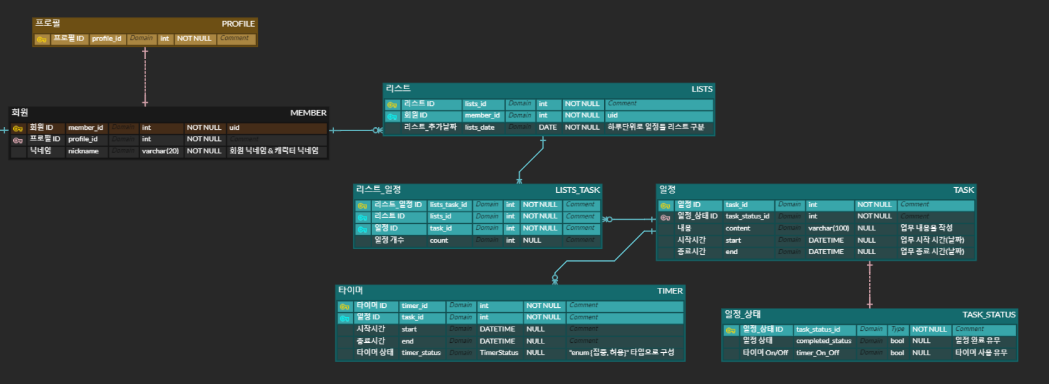 프로필 PROFILE
프로필 ID profile_id Domain int NOT NULL Comment
회원 MEMBER
회원 ID member_id Domain int NOT NULL uid
프로필 ID profile_id Domain int NOT NULL Comment
닉네임 nickname Domain varchar(20) NOT NULL 회원 닉네임 & 캐릭터 닉네임
리스트 LISTS
리스트 ID lists_id Domain int NOT NULL Comment
회원 ID member_id Domain int NOT NULL uid
리스트_추가날짜 lists_date Domain DATE NOT NULL 하루단위로 일정들 리스트 구분
리스트_일정 LISTS_TASK
리스트_일정 ID lists_task_id Domain int NOT NULL Comment
리스트 ID lists_id Domain int NOT NULL Comment
일정 ID task_id Domain int NOT NULL Comment
일정 개수 count Domain int NULL Comment
일정 TASK
일정 ID task_id Domain int NOT NULL Comment
일정_상태 ID task_status_id Domain int NOT NULL Comment
내용 content Domain varchar(100) NULL 업무 내용을 작성
시작시간 start Domain DATETIME NULL 업무 시작 시간(날짜)
종료시간 end Domain DATETIME NULL 업무 종료 시간(날짜)
타이머 TIMER
타이머 ID timer_id Domain int NOT NULL Comment
일정 ID task_id Domain int NOT NULL Comment
시작시간 start Domain DATETIME NULL Comment
종료시간 end Domain DATETIME NULL Comment
타이머 상태 timer_status Domain TimerStatus NULL "enum [집중, 허용]" 타입으로 구성
일정_상태 TASK_STATUS
일정_상태 ID task_status_id Domain Type NOT NULL Comment
일정 상태 completed_status Domain bool NULL 일정 완료 유무
타이머 On/Off timer_On_Off Domain bool NULL 타이머 사용 유무